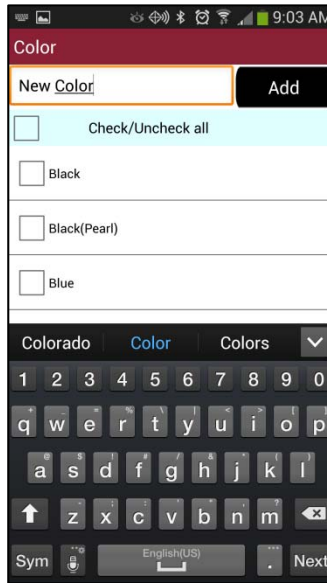 9:03 AM
Color
New Color
Add
Check/Uncheck all
Black
Black(Pearl)
Blue
Colorado Color Colors
1 2 3 4 5 6 7 8 9 0
q w e r t y u i o p
a s d f g h j k l
z x c v b n m
Sym English(US) . Next